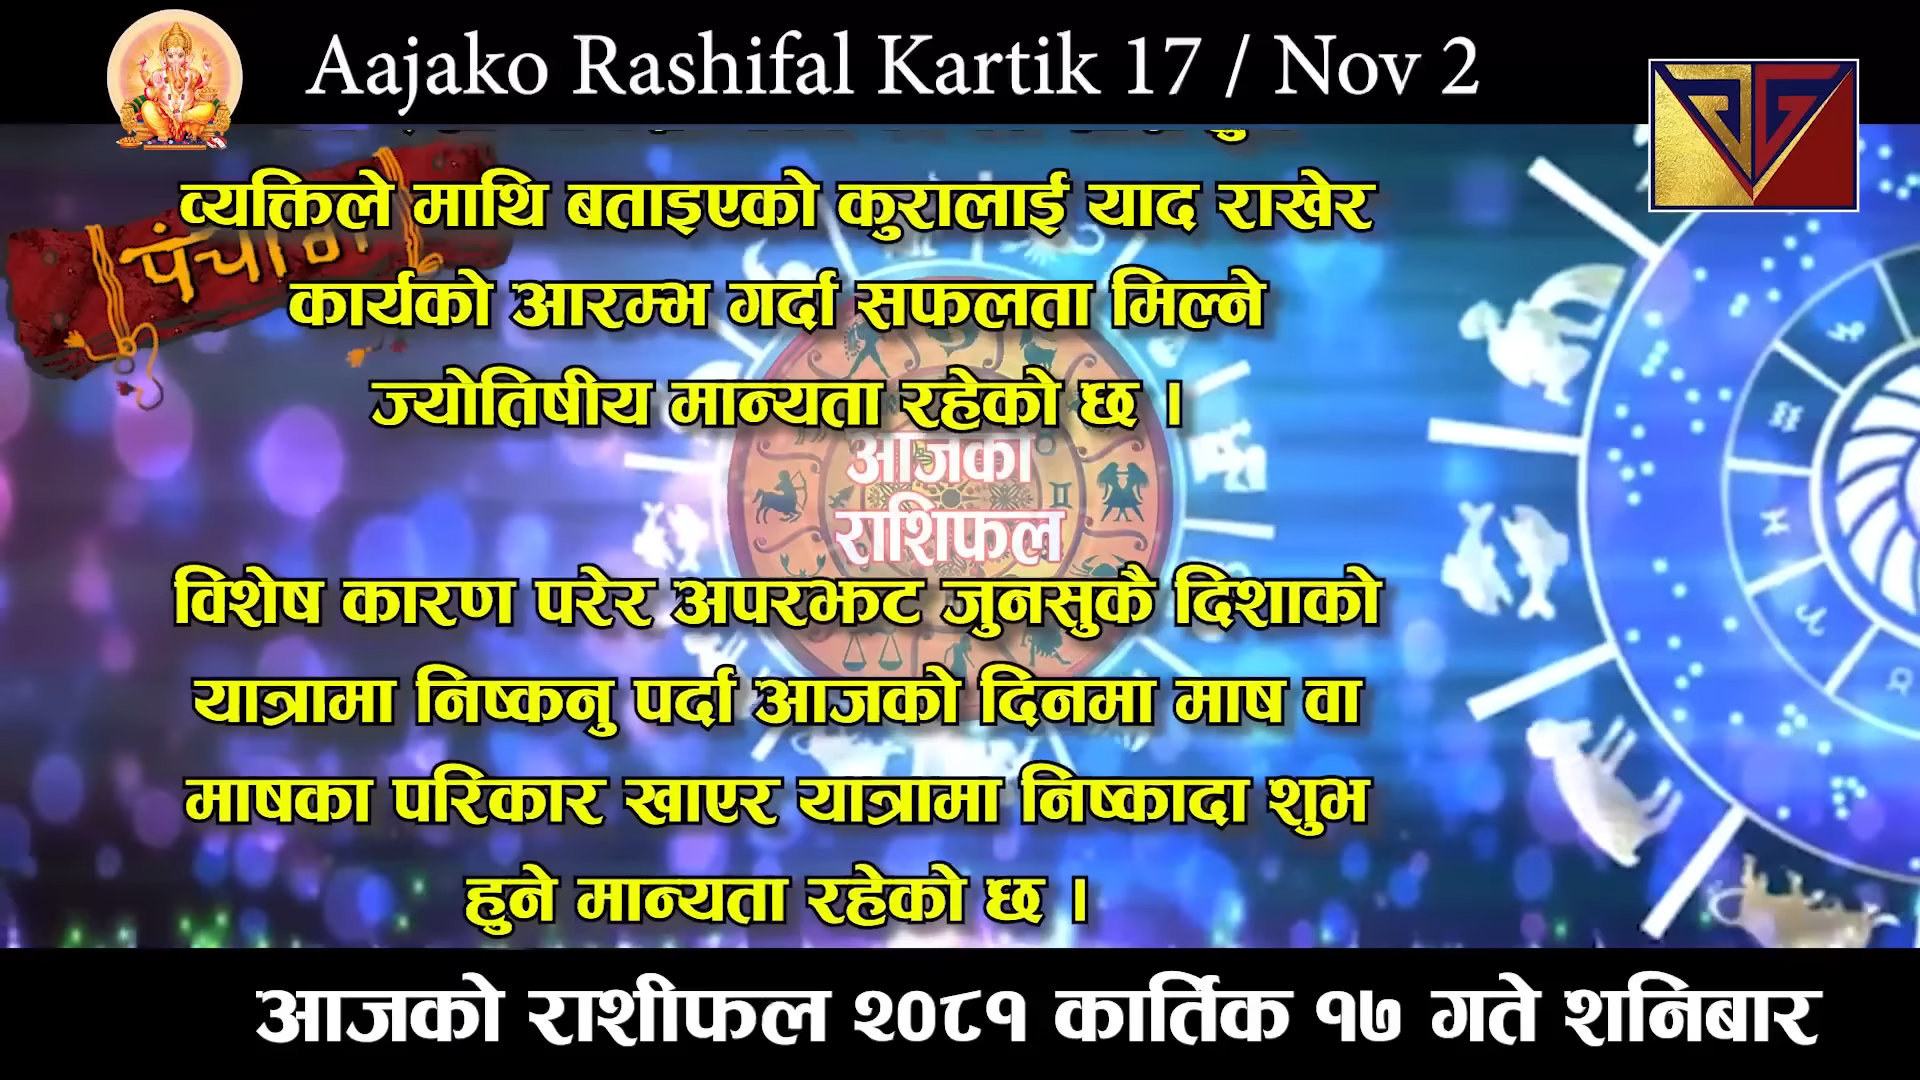 Aajako Rashifal Kartik 17 / Nov 2
व्यक्तिले माथि बताइएको कुरालाई याद राखेर
पंचांग
कार्यको आरम्भ गर्दा सफलता मिल्ने
ज्योतिषीय मान्यता रहेको छ ।
आजको
राशिफल
विशेष कारण परेर अपरझट जुनसुकै दिशाको
यात्रामा निष्कनु पर्दा आजको दिनमा माष वा
माषका परिकार खाएर यात्रामा निष्कादा शुभ
हुने मान्यता रहेको छ ।
आजको राशीफल २०८१ कार्तिक १७ गते शनिबार